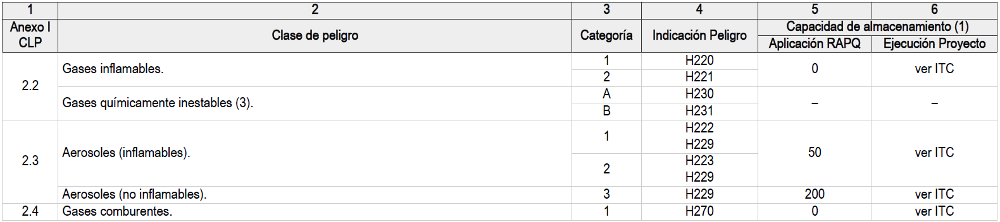 1 2 3 4 5 6
Anexo I CLP Clase de peligro Categoría Indicación Peligro Capacidad de almacenamiento (1)
Aplicación RAPQ Ejecución Proyecto
2.2 Gases inflamables. 1 H220 0 ver ITC
2 H221
Gases químicamente inestables (3). A H230 – –
B H231
2.3 Aerosoles (inflamables). 1 H222 50 ver ITC
H229
2 H223
H229
Aerosoles (no inflamables). 3 H229 200 ver ITC
2.4 Gases comburentes. 1 H270 0 ver ITC